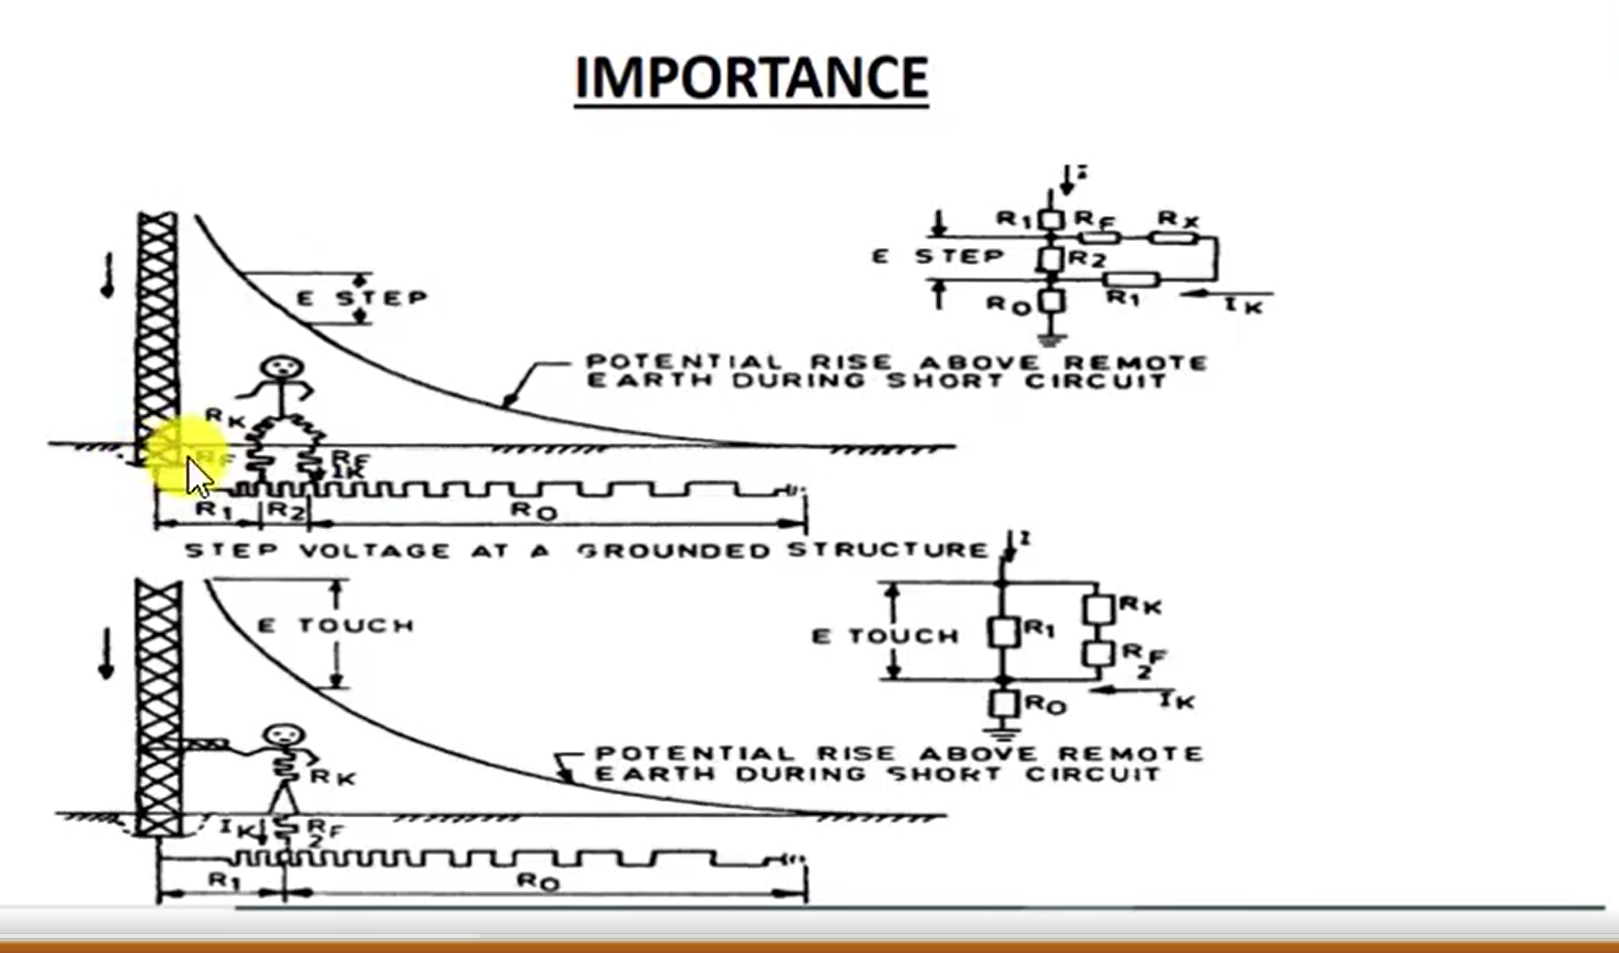 IMPORTANCE
I
R1 RF RX
E STEP R2
R0 R1 IK
E STEP
POTENTIAL RISE ABOVE REMOTE
EARTH DURING SHORT CIRCUIT
RK
RF RF
IK
R1 R2 R0
STEP VOLTAGE AT A GROUNDED STRUCTURE
I
E TOUCH
E TOUCH R1 RK
RF
2
R0 IK
POTENTIAL RISE ABOVE REMOTE
EARTH DURING SHORT CIRCUIT
RK
IK RF
2
R1 R0